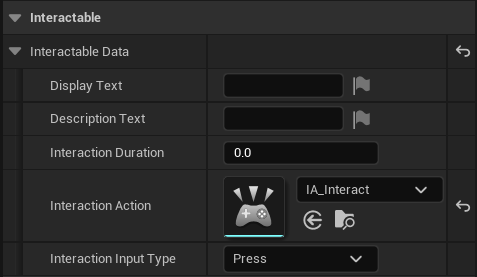 Interactable
Interactable Data
Display Text
Description Text
Interaction Duration 0.0
Interaction Action IA_Interact
Interaction Input Type Press